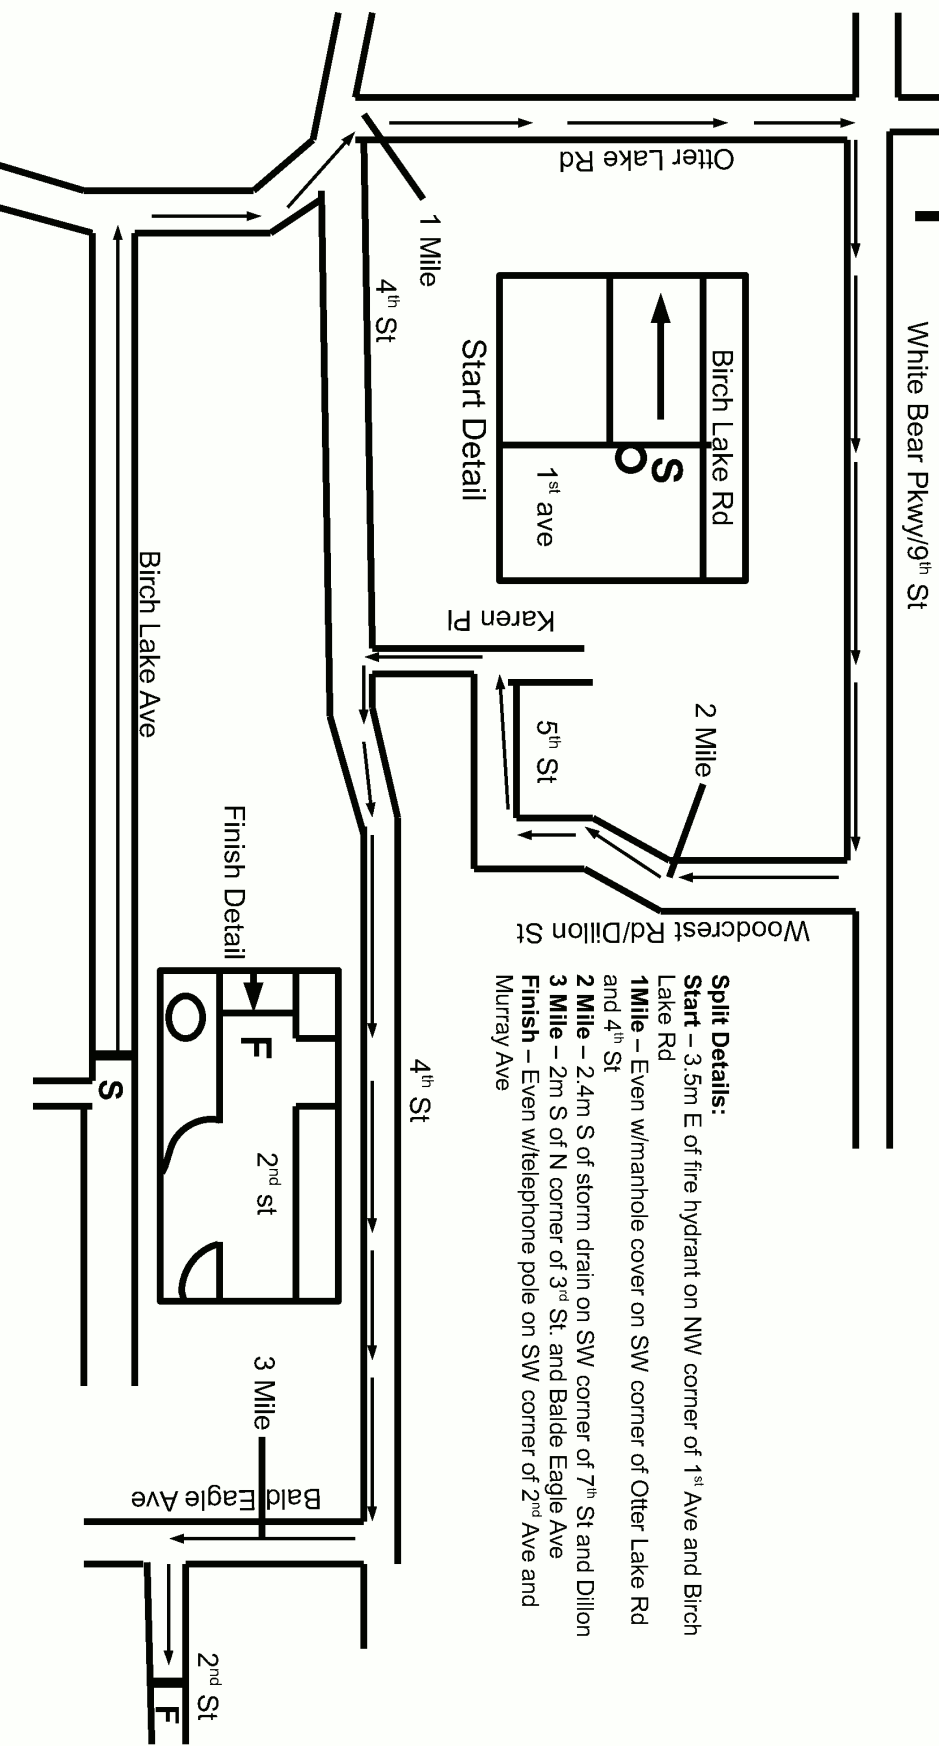 White Bear Pkwy/9th St
Otter Lake Rd
Birch Lake Rd
S
1st ave
Start Detail
2 Mile
Woodcrest Rd/Dillon St
5th St
Karen Pl
Split Details:
Start – 3.5m E of fire hydrant on NW corner of 1st Ave and Birch
Lake Rd
1Mile – Even w/manhole cover on SW corner of Otter Lake Rd
and 4th St
2 Mile – 2.4m S of storm drain on SW corner of 7th St and Dillon
3 Mile – 2m S of N corner of 3rd St. and Balde Eagle Ave
Finish – Even w/telephone pole on SW corner of 2nd Ave and
Murray Ave
1 Mile
4th St
4th St
Finish Detail
F
2nd st
3 Mile
Bald Eagle Ave
2nd St
F
Birch Lake Ave
S